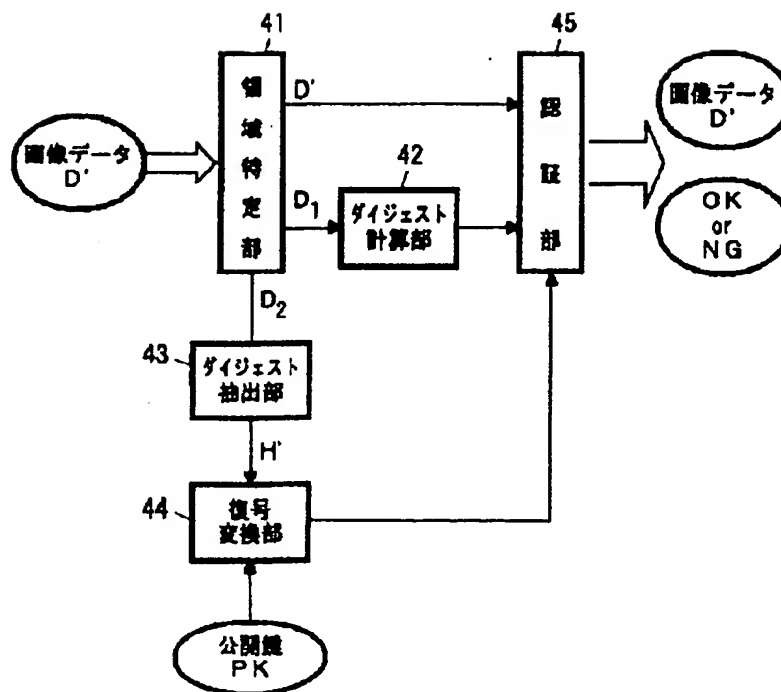 41
45
領域特定部
D'
認証部
画像データ
D'
画像データ
D'
42
D1
ダイジェスト
計算部
OK
or
NG
D2
43
ダイジェスト
抽出部
H'
44
復号
変換部
公開鍵
PK